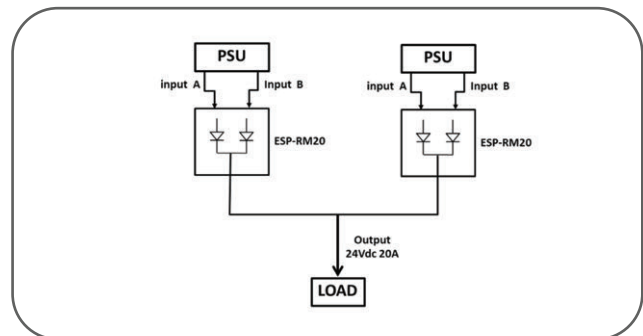 PSU
PSU
input A
Input B
input A
Input B
ESP-RM20
ESP-RM20
Output
24Vdc 20A
LOAD